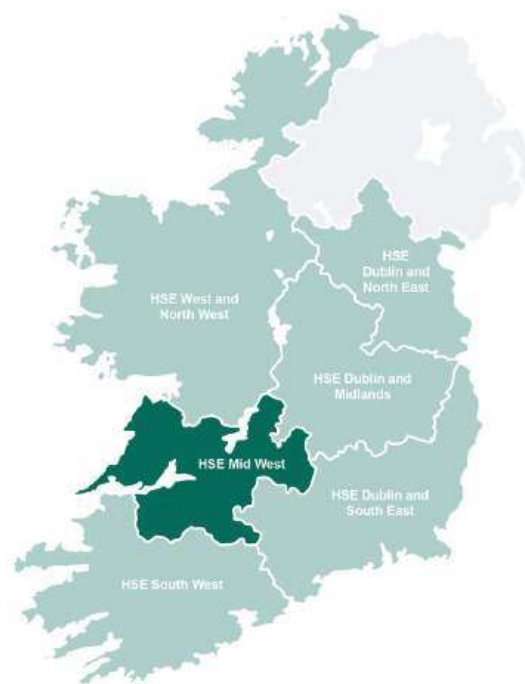 HSE
Dublin and
North East
HSE West and
North West
HSE Dublin and
Midlands
HSE Mid West
HSE Dublin and
South East
HSE South West